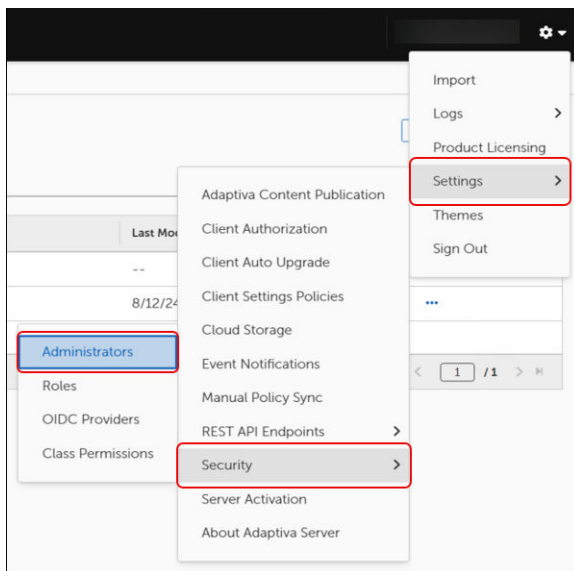 Import
Logs
Product Licensing
Settings
Themes
Sign Out
Adaptiva Content Publication
Client Authorization
Client Auto Upgrade
Client Settings Policies
Cloud Storage
Event Notifications
Manual Policy Sync
REST API Endpoints
Security
Server Activation
About Adaptiva Server
Last Mo
--
8/12/24
...
Administrators
Roles
OIDC Providers
Class Permissions
1 / 1